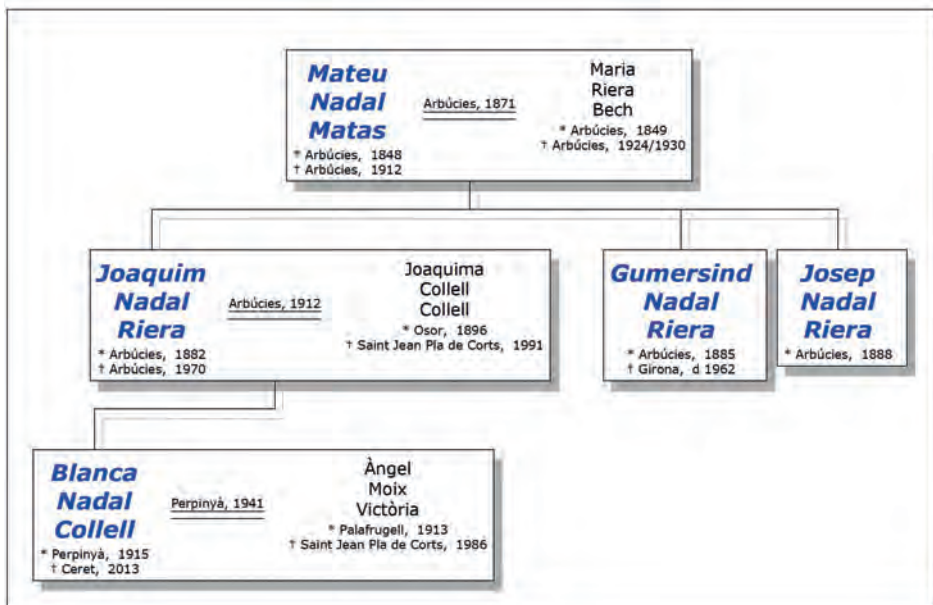 Mateu
Nadal
Matas
* Arbúcies, 1848
† Arbúcies, 1912
Arbúcies, 1871
Maria
Riera
Bech
* Arbúcies, 1849
† Arbúcies, 1924/1930
Joaquim
Nadal
Riera
* Arbúcies, 1882
† Arbúcies, 1970
Arbúcies, 1912
Joaquima
Collell
Collell
* Osor, 1896
† Saint Jean Pla de Corts, 1991
Gumersind
Nadal
Riera
* Arbúcies, 1885
† Girona, d 1962
Josep
Nadal
Riera
* Arbúcies, 1888
Blanca
Nadal
Collell
* Perpinyà, 1915
† Ceret, 2013
Perpinyà, 1941
Àngel
Moix
Victòria
* Palafrugell, 1913
† Saint Jean Pla de Corts, 1986